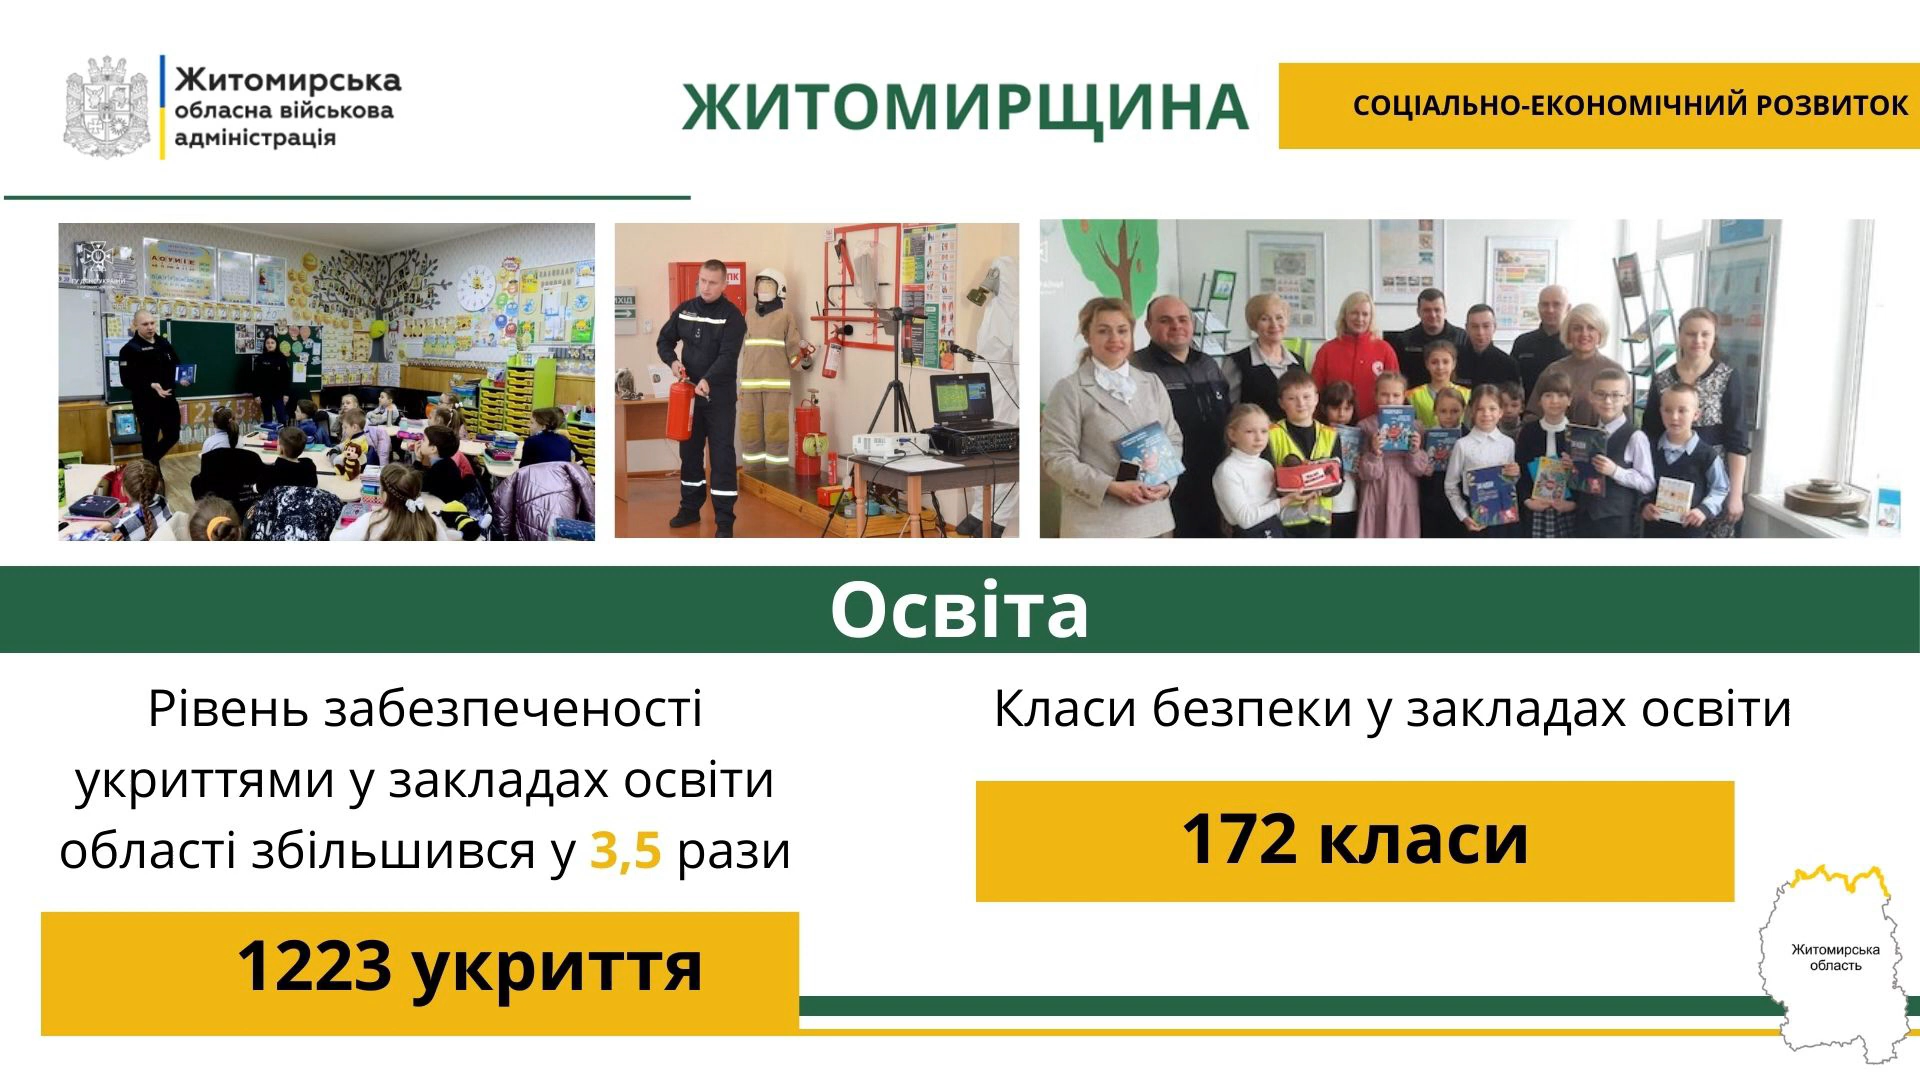 Житомирська
обласна військова
адміністрація
ЖИТОМИРЩИНА
СОЦІАЛЬНО-ЕКОНОМІЧНИЙ РОЗВИТОК
Освіта
Рівень забезпеченості
укриттями у закладах освіти
області збільшився у 3,5 рази
1223 укриття
Класи безпеки у закладах освіти
172 класи
Житомирська
область